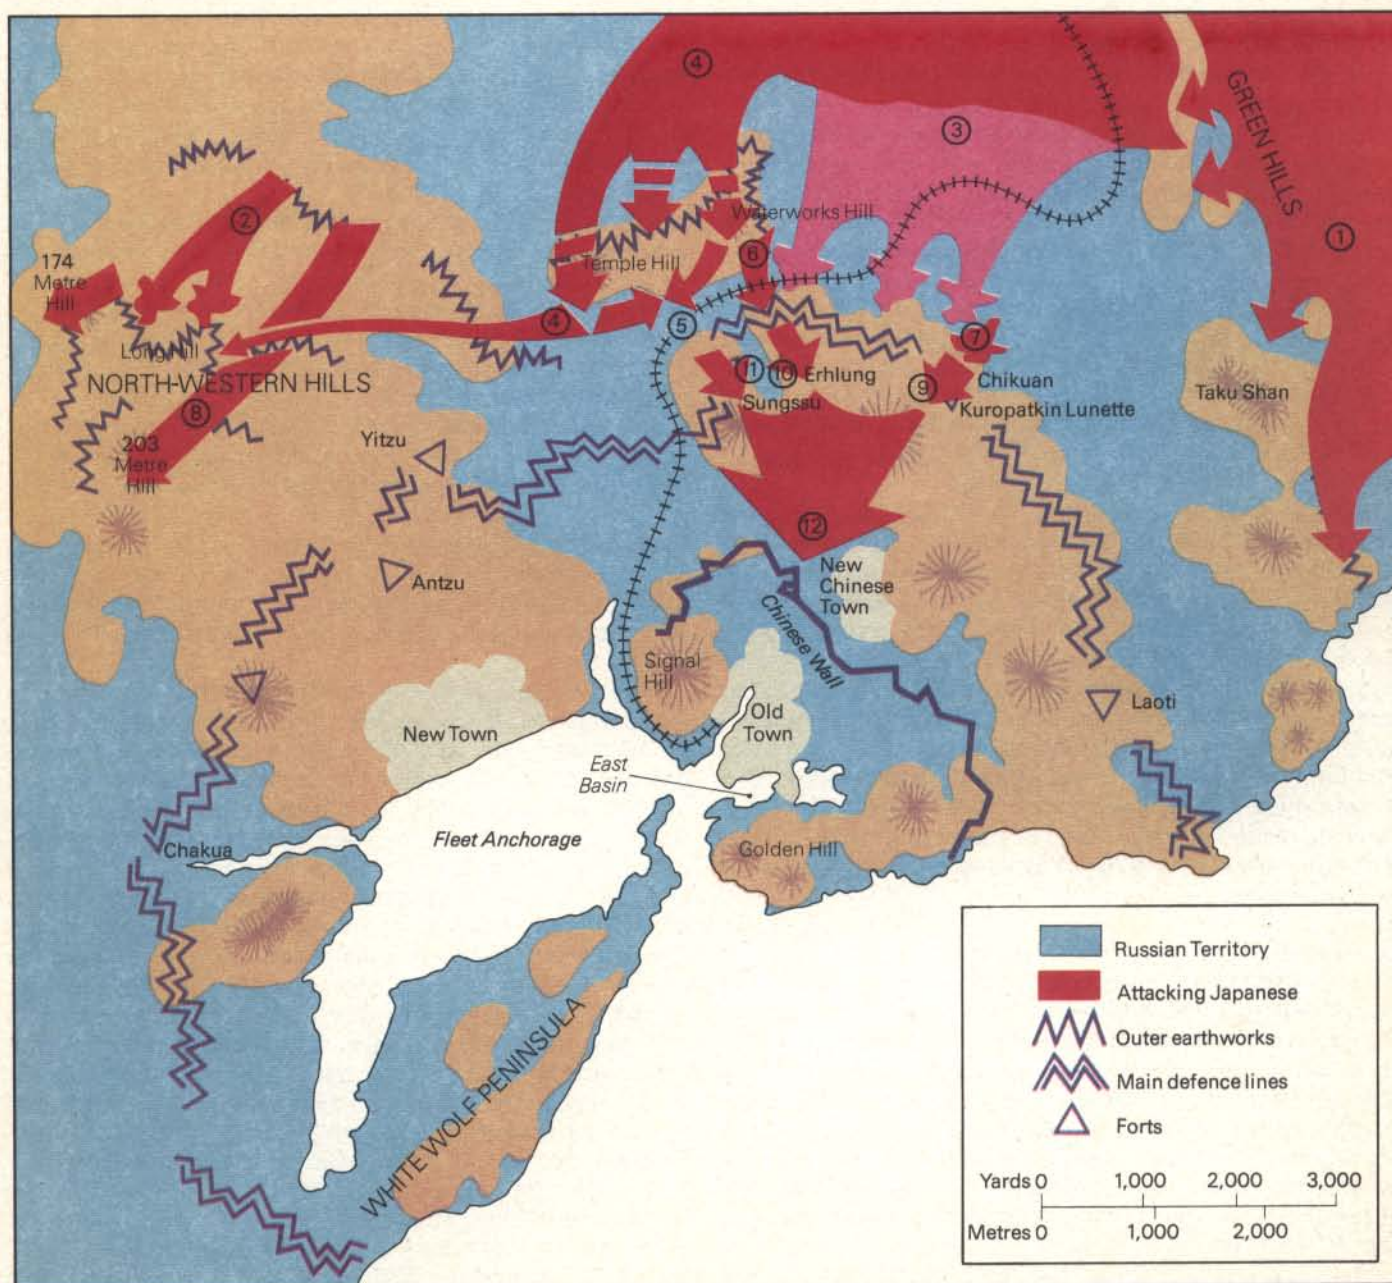 4
3
GREEN HILLS
1
2
Waterworks Hill
6
174
Metre
Hill
Temple Hill
4
5
7
Long Hill
NORTH-WESTERN HILLS
11
10
Erhlung
9
Chikuan
Sungssu
Kuropatkin Lunette
Taku Shan
8
203
Metre
Hill
Yitzu
12
Antzu
New
Chinese
Town
Chinese Wall
Signal
Hill
Laoti
New Town
Old
Town
East
Basin
Chakua
Fleet Anchorage
Golden Hill
WHITE WOLF PENINSULA
Russian Territory
Attacking Japanese
Outer earthworks
Main defence lines
Forts
Yards 0 1,000 2,000 3,000
Metres 0 1,000 2,000